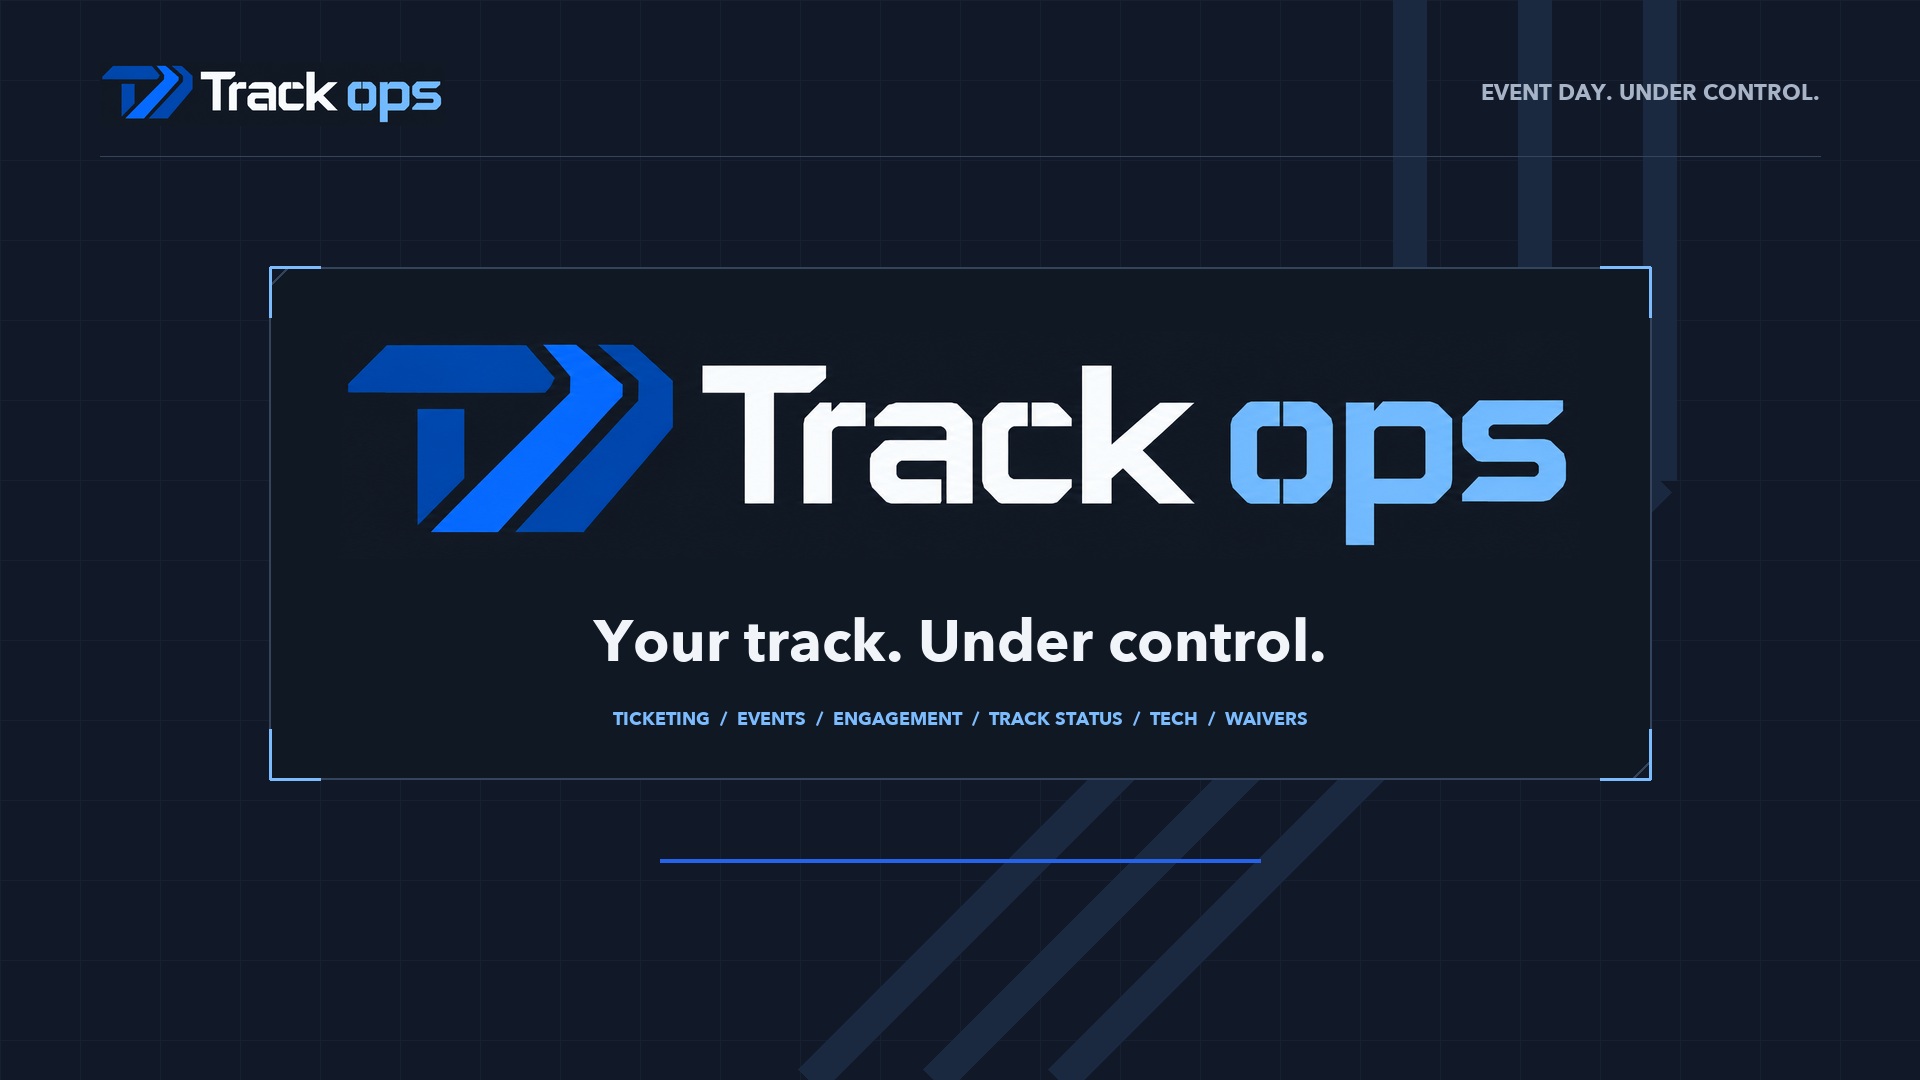 Track ops
EVENT DAY. UNDER CONTROL.
Track ops
Your track. Under control.
TICKETING / EVENTS / ENGAGEMENT / TRACK STATUS / TECH / WAIVERS